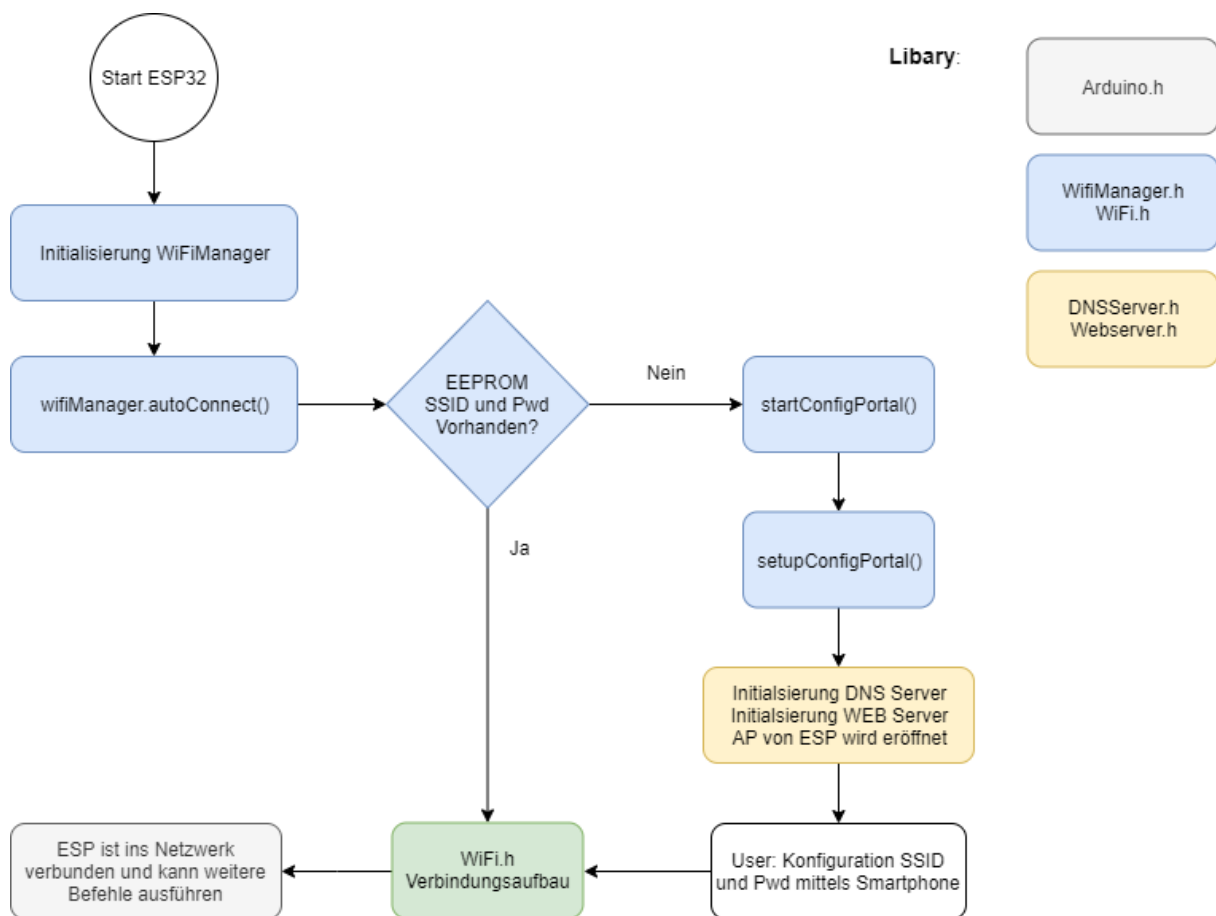 Start ESP32
Libary:
Arduino.h
WifiManager.h
WiFi.h
DNSServer.h
Webserver.h
Initialisierung WiFiManager
wifiManager.autoConnect()
EEPROM
SSID und Pwd
Vorhanden?
Nein
startConfigPortal()
Ja
setupConfigPortal()
Initialsierung DNS Server
Initialsierung WEB Server
AP von ESP wird eröffnet
User: Konfiguration SSID
und Pwd mittels Smartphone
WiFi.h
Verbindungsaufbau
ESP ist ins Netzwerk
verbunden und kann weitere
Befehle ausführen